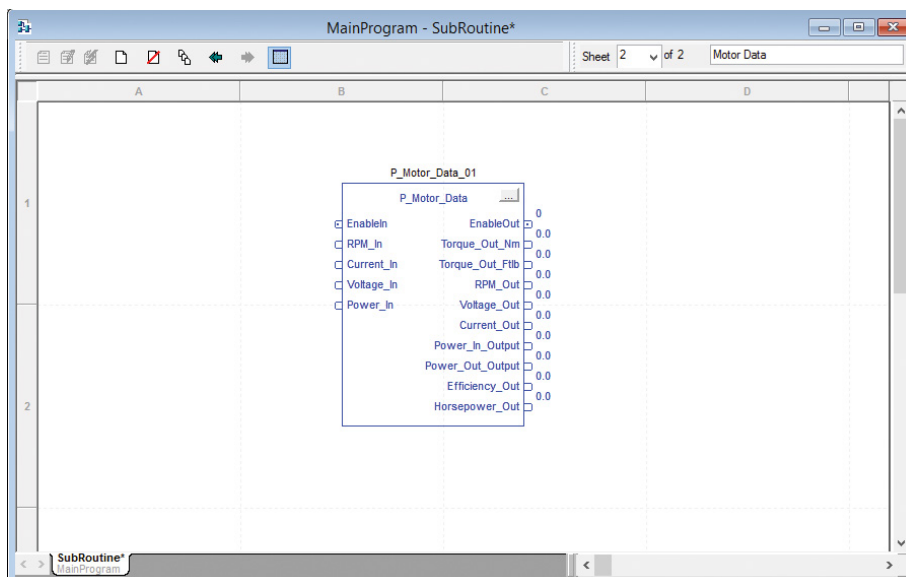 MainProgram - SubRoutine*
Sheet 2 of 2 Motor Data
A B C D
P_Motor_Data_01
P_Motor_Data ...
1
0
EnableIn EnableOut
0.0
RPM_In Torque_Out_Nm
0.0
Current_In Torque_Out_Ftlb
0.0
Voltage_In RPM_Out
0.0
Power_In Voltage_Out
0.0
Current_Out
0.0
Power_In_Output
0.0
Power_Out_Output
0.0
Efficiency_Out
0.0
2 Horsepower_Out
SubRoutine*
MainProgram